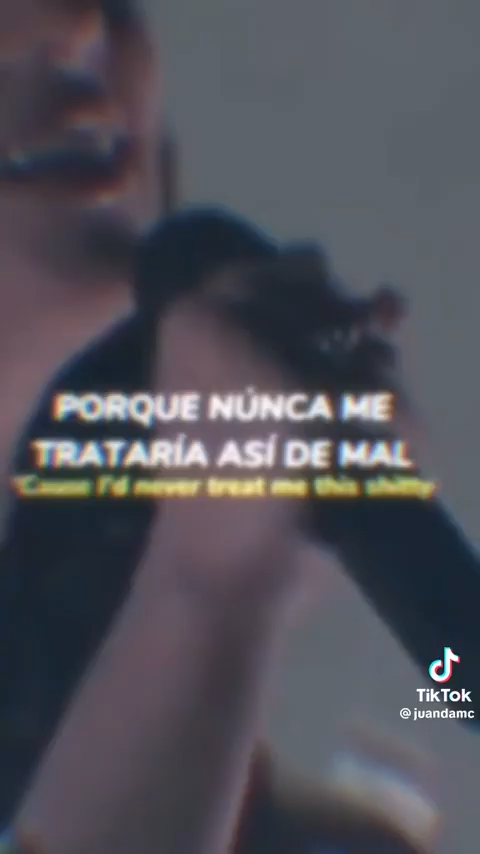 PORQUE NÚNCA ME
TRATARÍA ASÍ DE MAL
'Cause I'd never treat me this shitty
TikTok
@juandamc